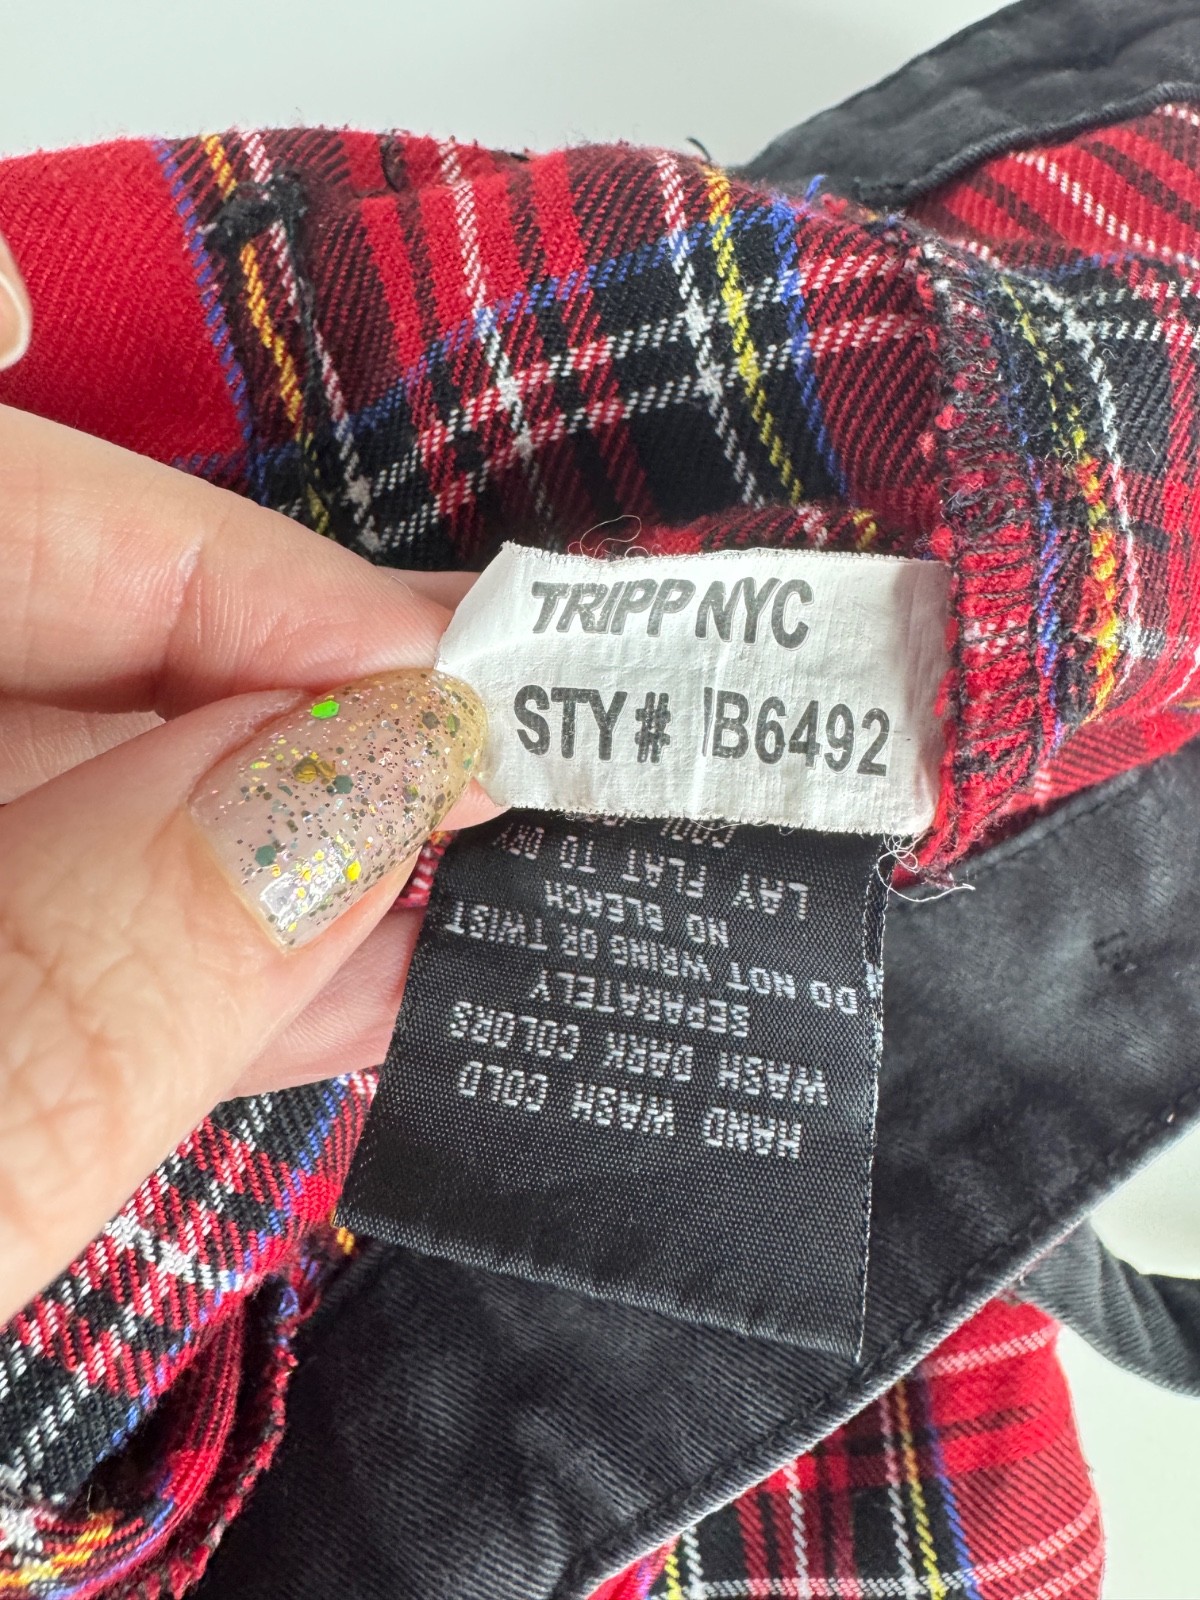 TRIPP NYC
STY# IB6492
HAND WASH COLD
WASH DARK COLORS
SEPARATELY
DO NOT WRING OR TWIST
NO BLEACH
LAY FLAT TO DRY